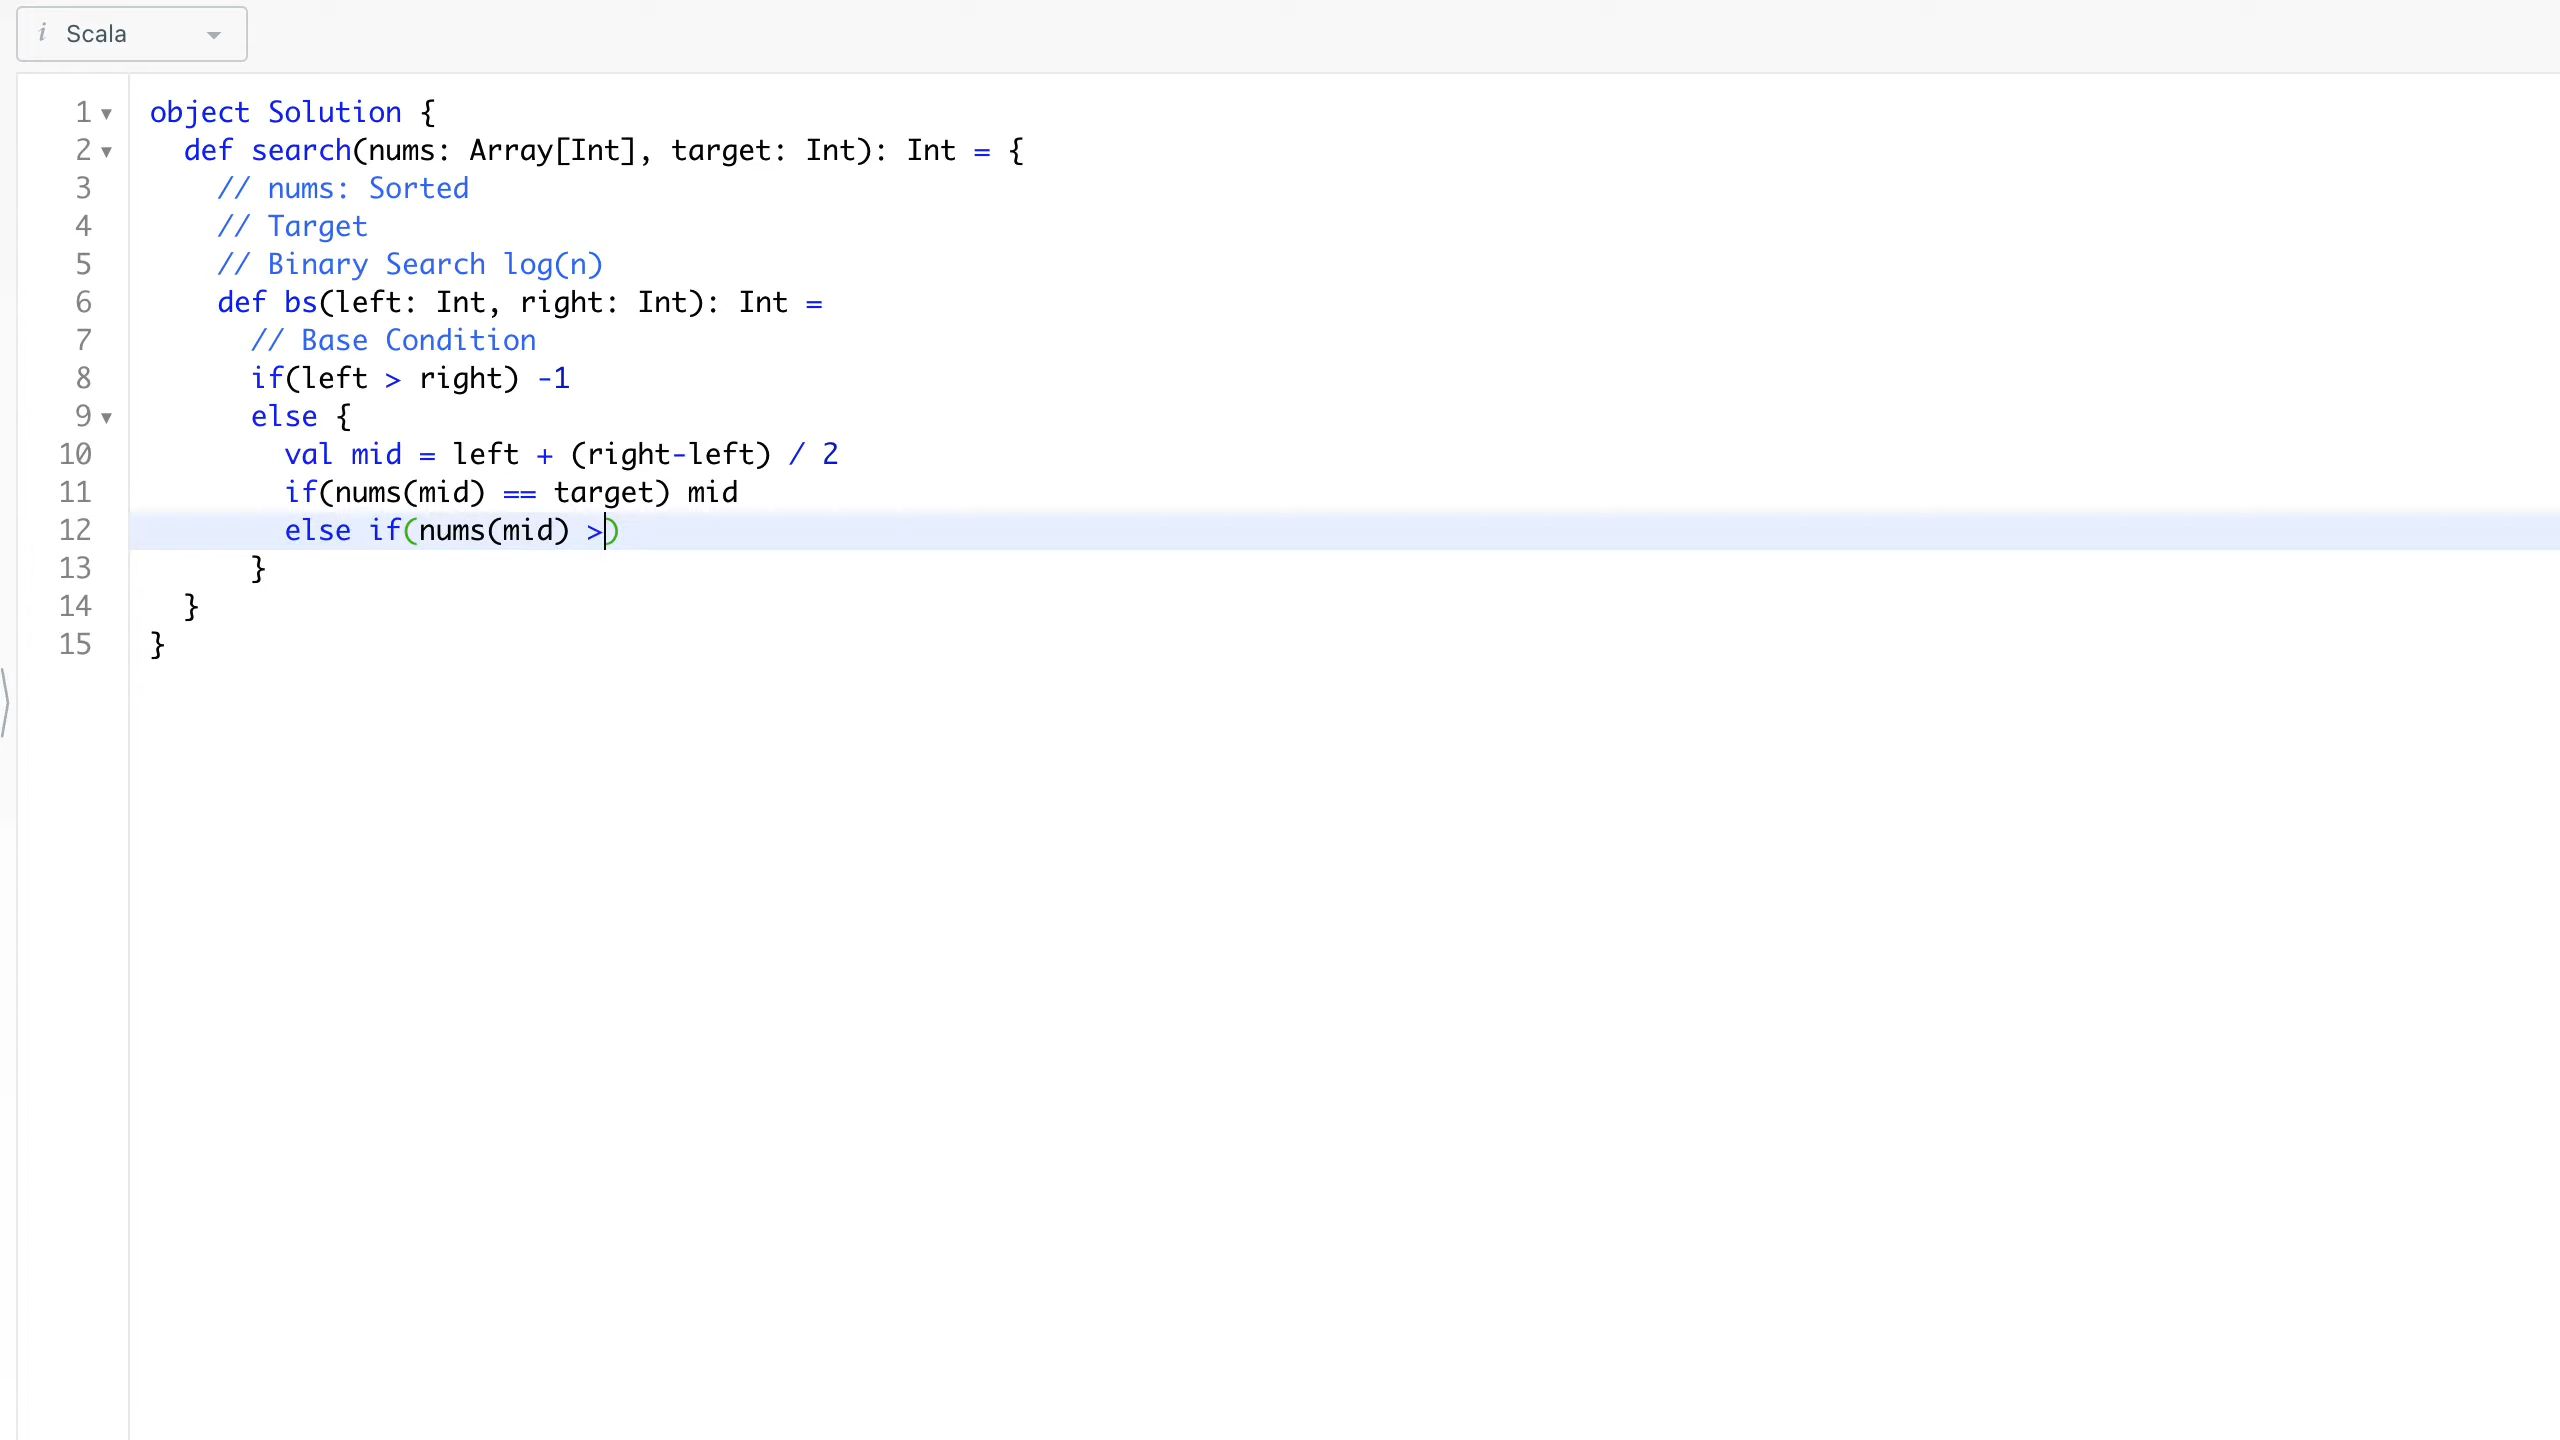 i Scala
1 object Solution {
2 def search(nums: Array[Int], target: Int): Int = {
3 // nums: Sorted
4 // Target
5 // Binary Search log(n)
6 def bs(left: Int, right: Int): Int =
7 // Base Condition
8 if(left > right) -1
9 else {
10 val mid = left + (right-left) / 2
11 if(nums(mid) == target) mid
12 else if(nums(mid) >)
13 }
14 }
15 }